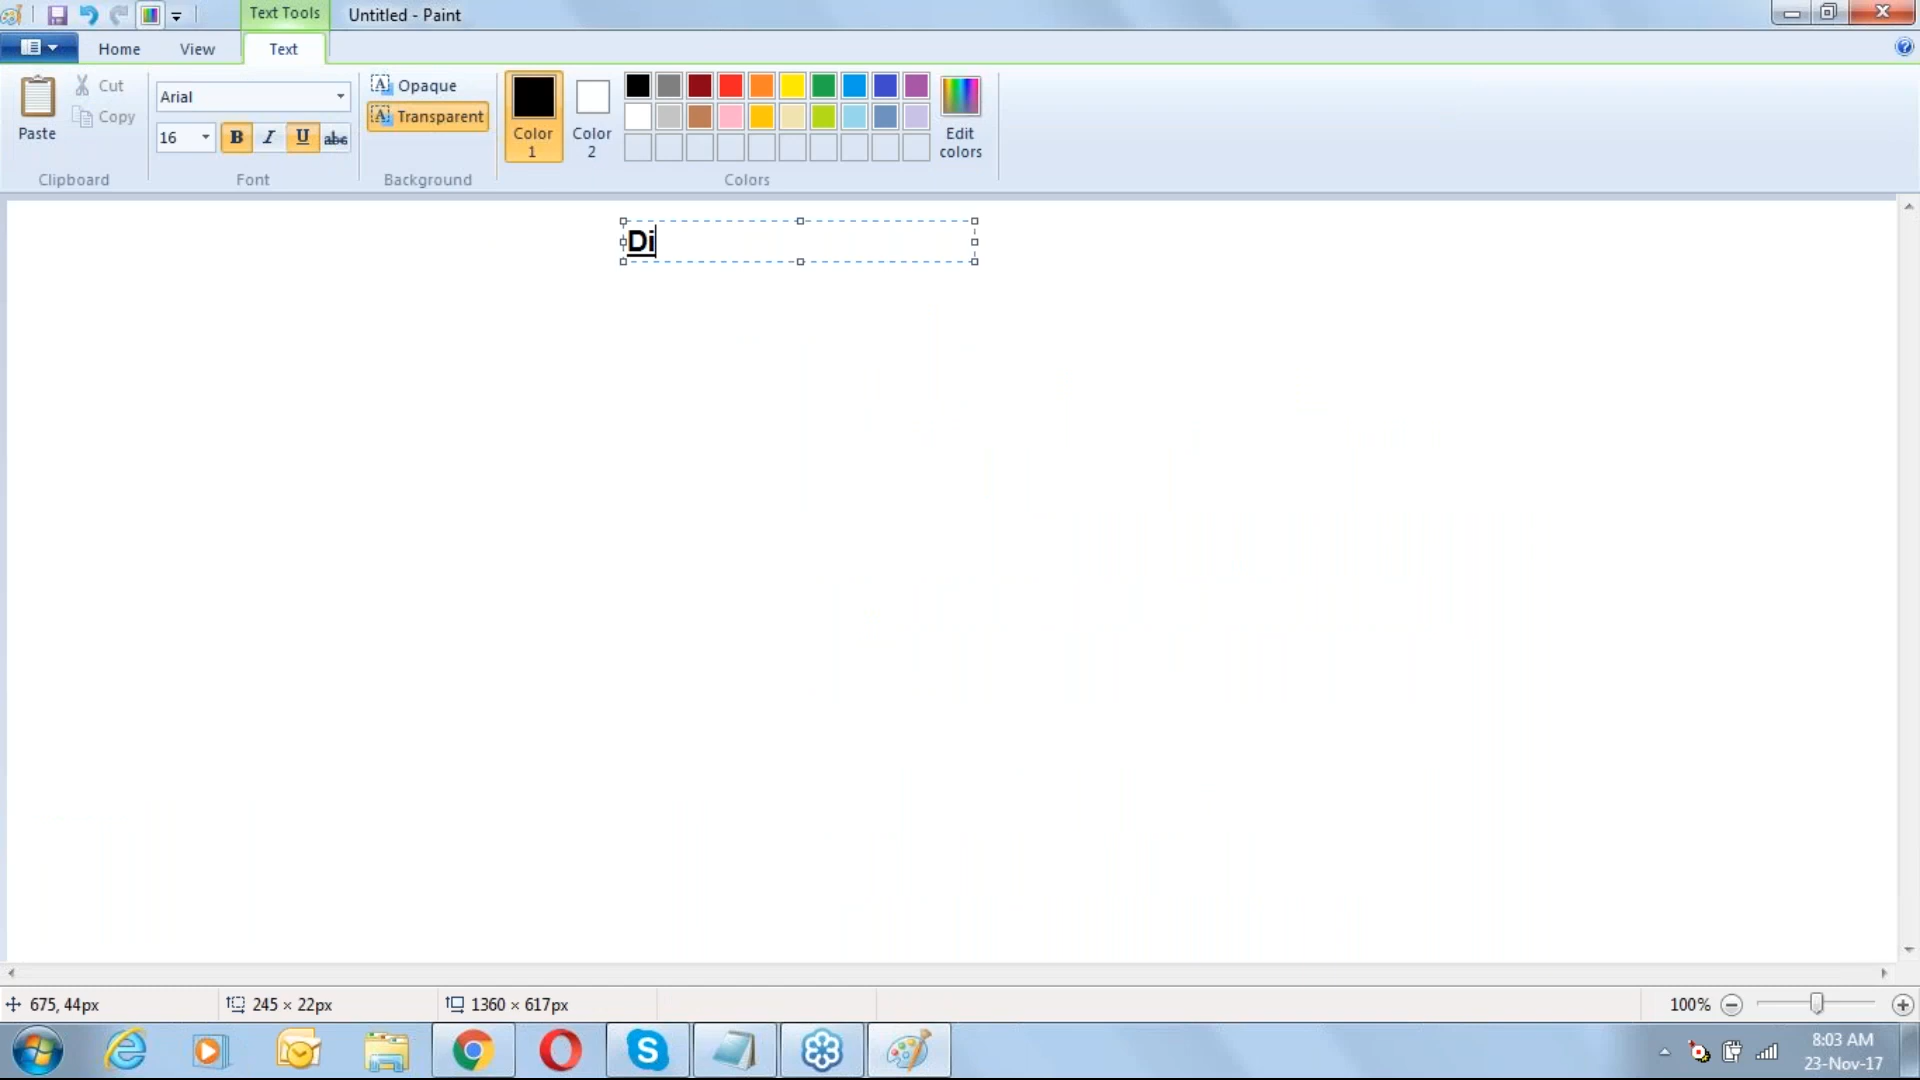 Text Tools
Untitled - Paint
Home
View
Text
Paste
Cut
Copy
Clipboard
Arial
16
B
I
U
abc
Font
Opaque
Transparent
Background
Color
1
Color
2
Edit
colors
Colors
Di
675, 44px
245 × 22px
1360 × 617px
100%
8:03 AM
23-Nov-17